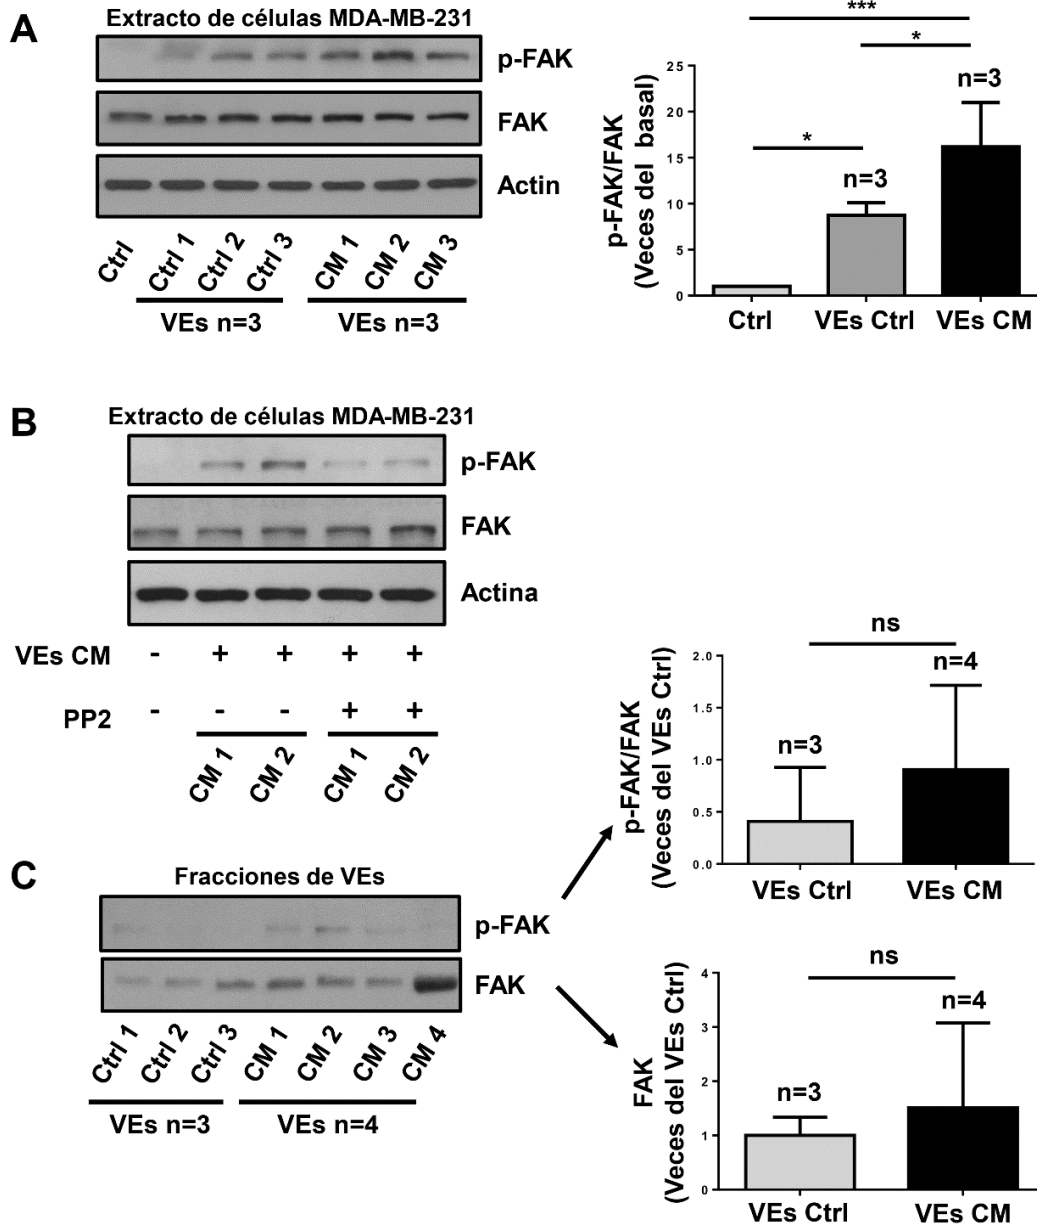 A
Extracto de células MDA-MB-231
p-FAK
FAK
Actin
Ctrl
Ctrl 1
Ctrl 2
Ctrl 3
CM 1
CM 2
CM 3
VEs n=3
VEs n=3
***
*
*
n=3
n=3
p-FAK/FAK
(Veces del basal)
25
20
15
10
5
0
Ctrl
VEs Ctrl
VEs CM
B
Extracto de células MDA-MB-231
p-FAK
FAK
Actina
VEs CM - + + + +
PP2 - - - + +
CM 1
CM 2
CM 1
CM 2
ns
n=3
n=4
p-FAK/FAK
(Veces del VEs Ctrl)
2.0
1.5
1.0
0.5
0.0
VEs Ctrl
VEs CM
C
Fracciones de VEs
p-FAK
FAK
Ctrl 1
Ctrl 2
Ctrl 3
CM 1
CM 2
CM 3
CM 4
VEs n=3
VEs n=4
ns
n=3
n=4
FAK
(Veces del VEs Ctrl)
4
3
2
1
0
VEs Ctrl
VEs CM